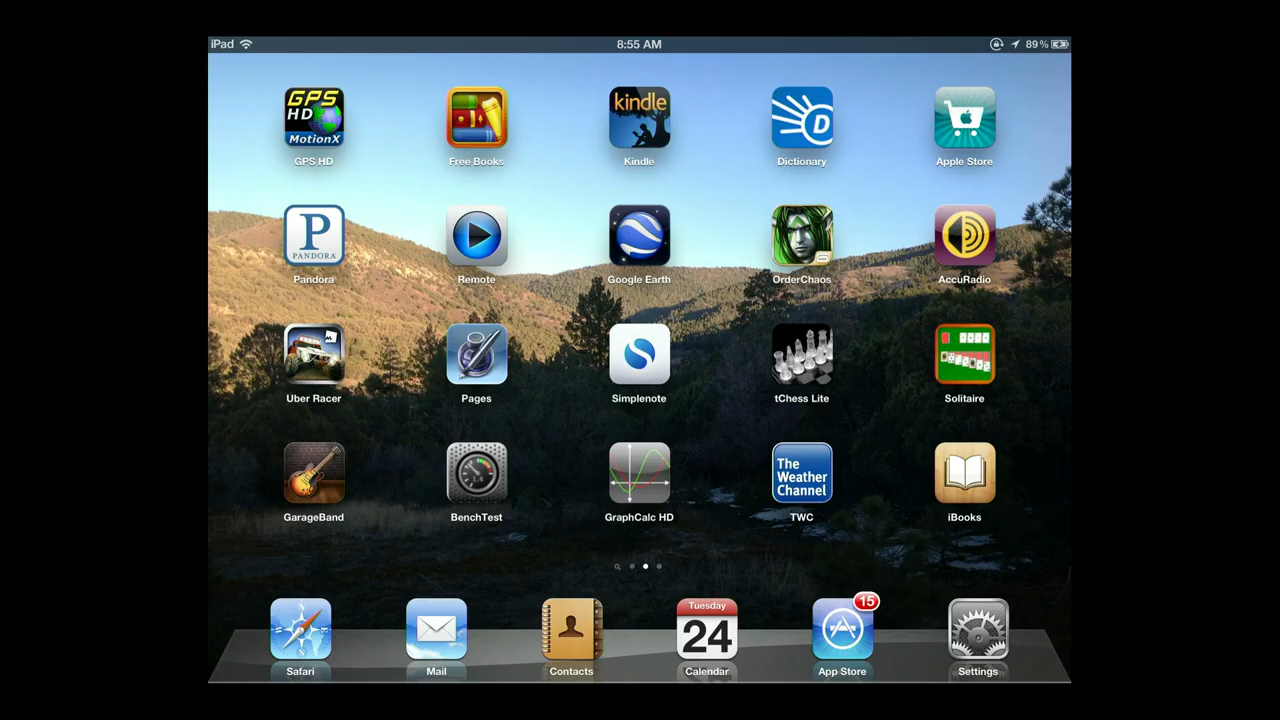 iPad
8:55 AM
89%
GPS
HD
MotionX
GPS HD
Free Books
kindle
Kindle
D
Dictionary
Apple Store
P
PANDORA
Pandora
Remote
Google Earth
OrderChaos
AccuRadio
Uber Racer
Pages
Simplenote
tChess Lite
Solitaire
GarageBand
BenchTest
GraphCalc HD
The
Weather
Channel
TWC
iBooks
N
Safari
Mail
Contacts
Tuesday
24
Calendar
15
App Store
Settings